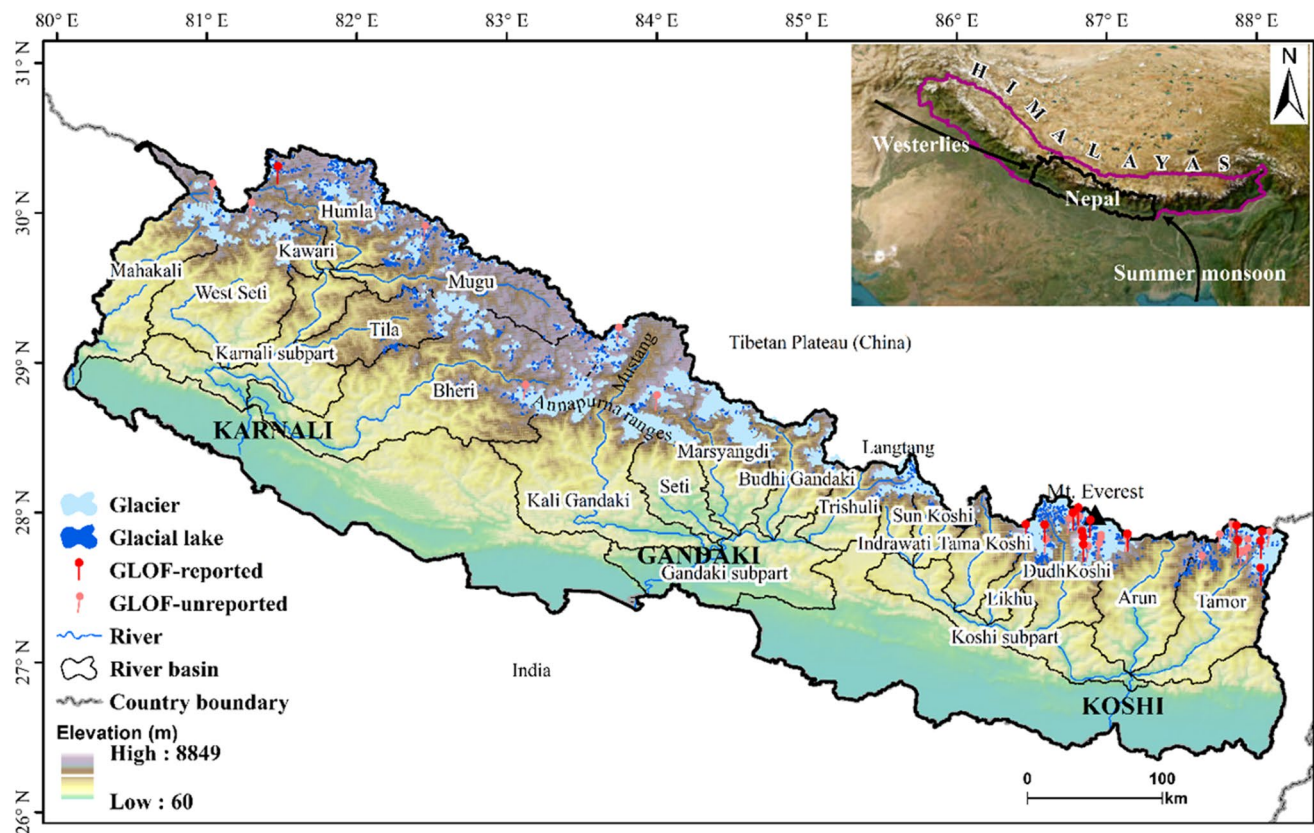 80° E
81° E
82° E
83° E
84° E
85° E
86° E
87° E
88° E
31° N
30° N
29° N
28° N
27° N
26° N
N
HIMALAYAS
Westerlies
Nepal
Summer monsoon
Humla
Kawari
Mahakali
West Seti
Mugu
Tila
Karnali subpart
Bheri
Mustang
Tibetan Plateau (China)
Annapurna ranges
KARNALI
Marsyangdi
Langtang
Budhi Gandaki
Seti
Kali Gandaki
Trishuli
Mt. Everest
Sun Koshi
Indrawati
Tama Koshi
GANDAKI
Gandaki subpart
DudhKoshi
Likhu
Arun
Tamor
Koshi subpart
India
KOSHI
Glacier
Glacial lake
GLOF-reported
GLOF-unreported
River
River basin
Country boundary
Elevation (m)
High : 8849
Low : 60
0
100
km